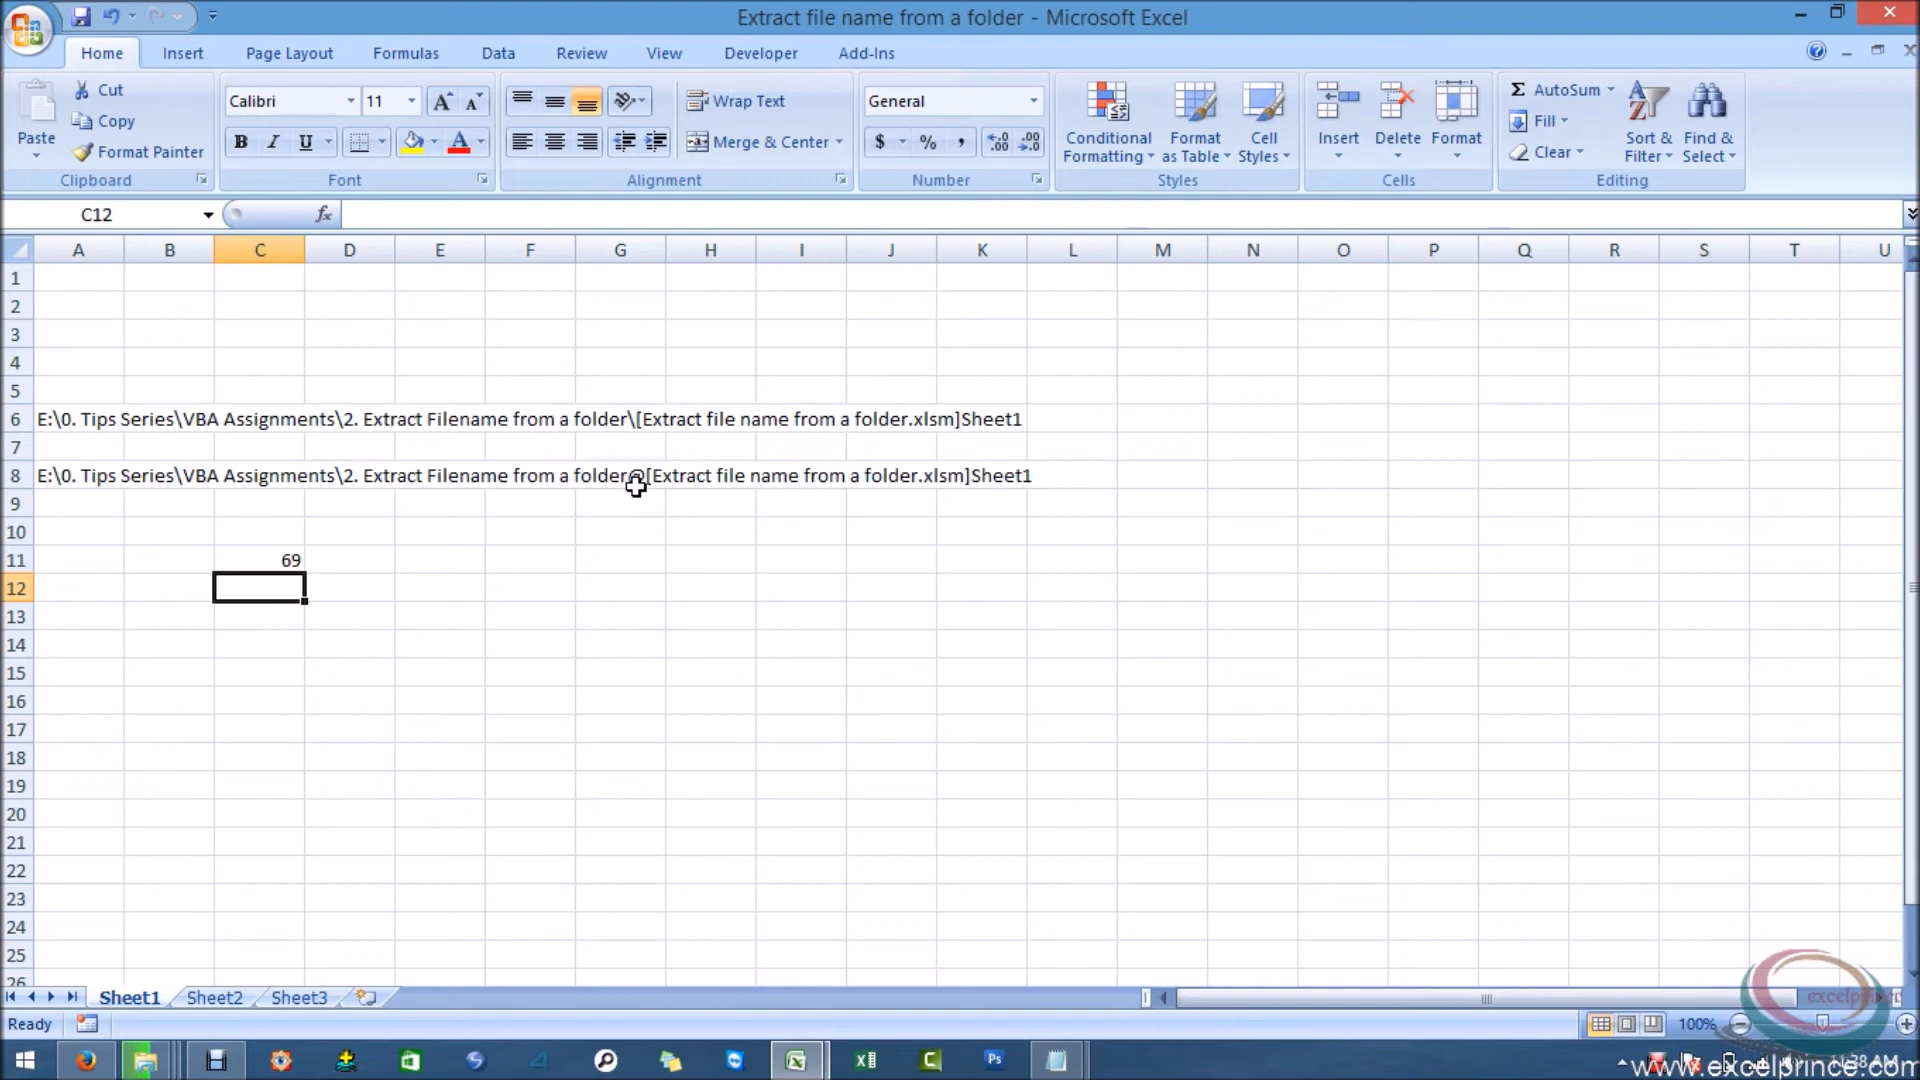 Extract file name from a folder - Microsoft Excel
Home Insert Page Layout Formulas Data Review View Developer Add-Ins
Paste
Cut
Copy
Format Painter
Clipboard
Calibri 11
B I U
Font
Wrap Text
Merge & Center
Alignment
General
$ % ,
Number
Conditional Formatting
Format as Table
Cell Styles
Styles
Insert Delete Format
Cells
Σ AutoSum
Fill
Clear
Sort & Filter
Find & Select
Editing
C12 fx
A B C D E F G H I J K L M N O P Q R S T U
1
2
3
4
5
6 E:\0. Tips Series\VBA Assignments\2. Extract Filename from a folder\[Extract file name from a folder.xlsm]Sheet1
7
8 E:\0. Tips Series\VBA Assignments\2. Extract Filename from a folder@[Extract file name from a folder.xlsm]Sheet1
9
10
11 69
12
13
14
15
16
17
18
19
20
21
22
23
24
25
26
Sheet1 Sheet2 Sheet3
excelprince
Ready 100%
www.excelprince.com